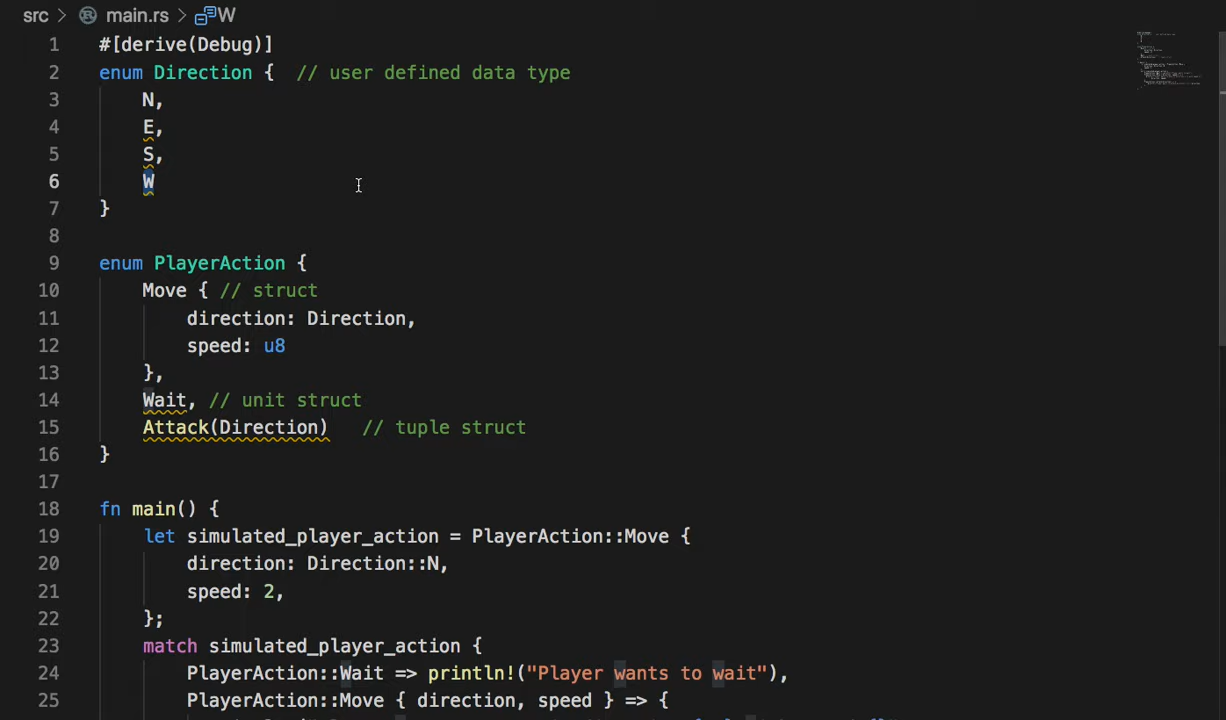 src > main.rs > W
1 #[derive(Debug)]
2 enum Direction {  // user defined data type
3     N,
4     E,
5     S,
6     W
7 }
8
9 enum PlayerAction {
10     Move { // struct
11         direction: Direction,
12         speed: u8
13     },
14     Wait, // unit struct
15     Attack(Direction)   // tuple struct
16 }
17
18 fn main() {
19     let simulated_player_action = PlayerAction::Move {
20         direction: Direction::N,
21         speed: 2,
22     };
23     match simulated_player_action {
24         PlayerAction::Wait => println!("Player wants to wait"),
25         PlayerAction::Move { direction, speed } => {